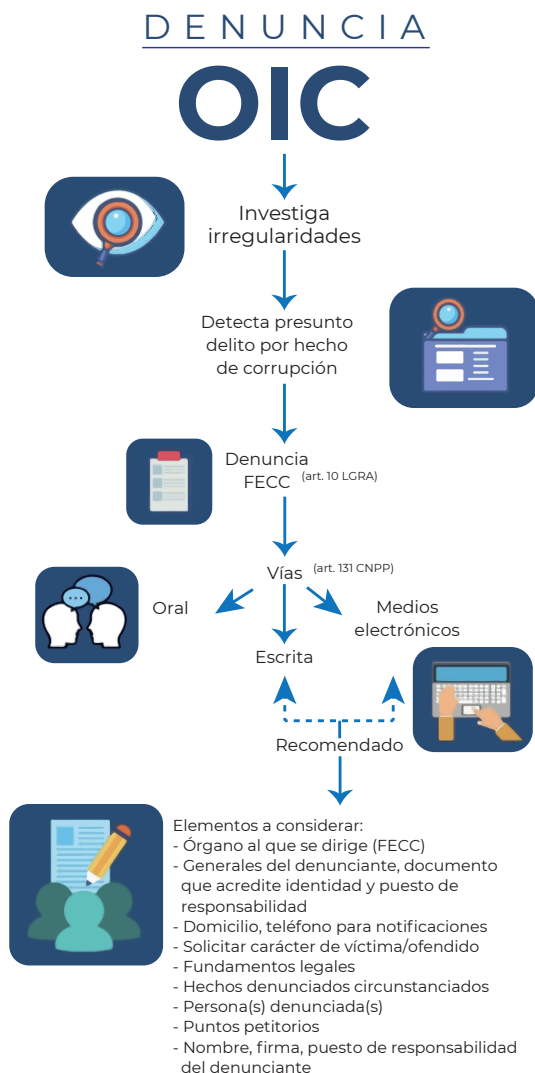 DENUNCIA
OIC
Investiga
irregularidades
Detecta presunto
delito por hecho
de corrupción
Denuncia
FECC (art. 10 LGRA)
Vías (art. 131 CNPP)
Oral
Medios
electrónicos
Escrita
Recomendado
Elementos a considerar:
- Órgano al que se dirige (FECC)
- Generales del denunciante, documento
que acredite identidad y puesto de
responsabilidad
- Domicilio, teléfono para notificaciones
- Solicitar carácter de víctima/ofendido
- Fundamentos legales
- Hechos denunciados circunstanciados
- Persona(s) denunciada(s)
- Puntos petitorios
- Nombre, firma, puesto de responsabilidad
del denunciante